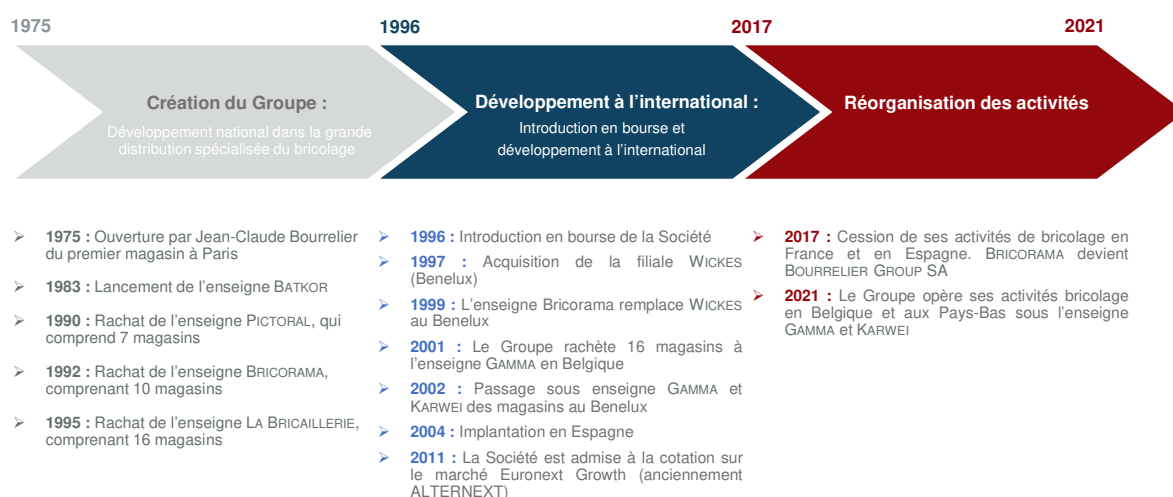 1975
1996
2017
2021
Création du Groupe :
Développement national dans la grande
distribution spécialisée du bricolage
Développement à l'international :
Introduction en bourse et
développement à l'international
Réorganisation des activités
➢ 1975 : Ouverture par Jean-Claude Bourrelier
du premier magasin à Paris
➢ 1983 : Lancement de l'enseigne BATKOR
➢ 1990 : Rachat de l'enseigne PICTORAL, qui
comprend 7 magasins
➢ 1992 : Rachat de l'enseigne BRICORAMA,
comprenant 10 magasins
➢ 1995 : Rachat de l'enseigne LA BRICAILLERIE,
comprenant 16 magasins
➢ 1996 : Introduction en bourse de la Société
➢ 1997 : Acquisition de la filiale WICKES
(Benelux)
➢ 1999 : L'enseigne Bricorama remplace WICKES
au Benelux
➢ 2001 : Le Groupe rachète 16 magasins à
l'enseigne GAMMA en Belgique
➢ 2002 : Passage sous enseigne GAMMA et
KARWEI des magasins au Benelux
➢ 2004 : Implantation en Espagne
➢ 2011 : La Société est admise à la cotation sur
le marché Euronext Growth (anciennement
ALTERNEXT)
➢ 2017 : Cession de ses activités de bricolage en
France et en Espagne. BRICORAMA devient
BOURRELIER GROUP SA
➢ 2021 : Le Groupe opère ses activités bricolage
en Belgique et aux Pays-Bas sous l'enseigne
GAMMA et KARWEI